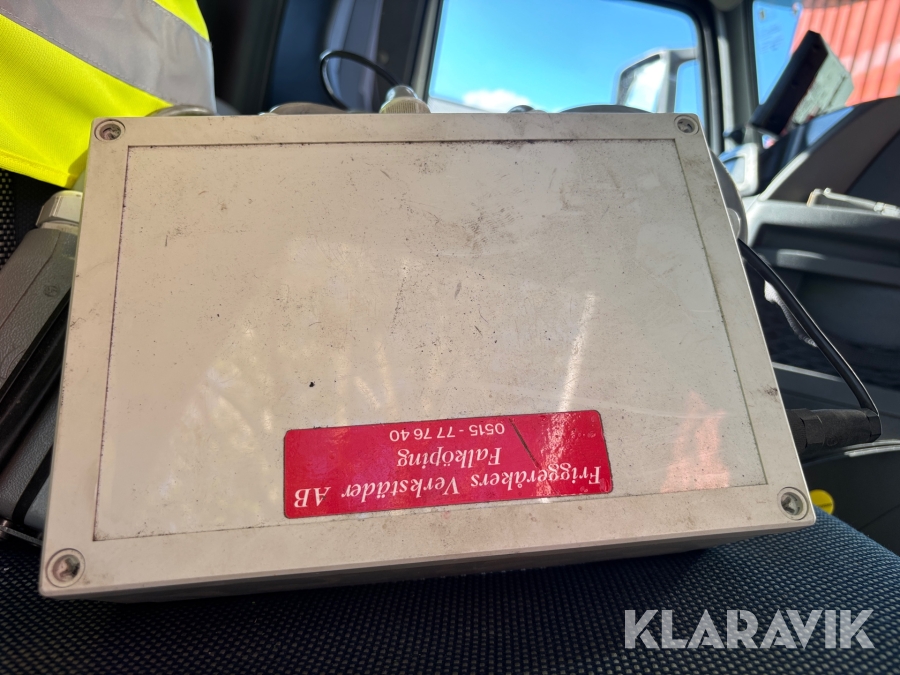 Friggeråkers Verkstäder AB
Falköping
0515 - 77 76 40
KLARAVIK